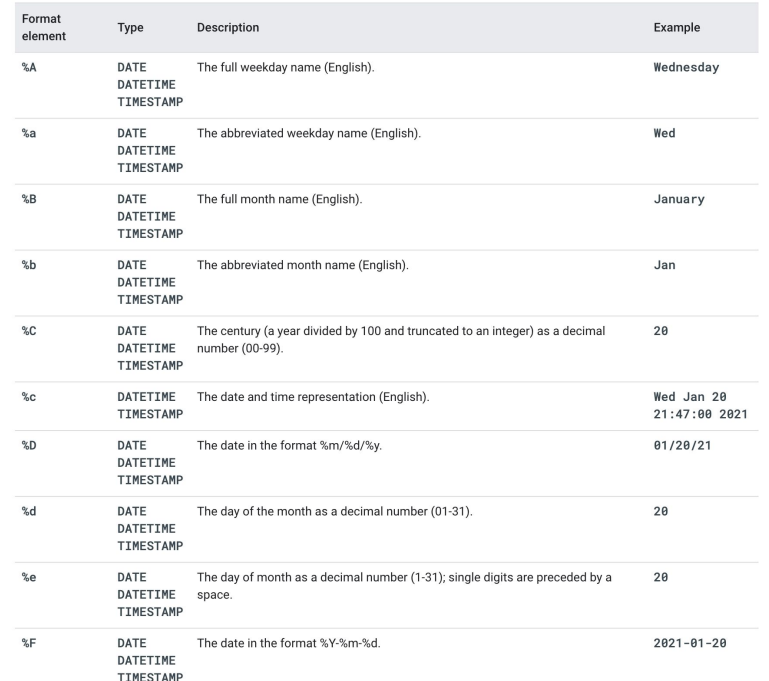 Format element Type Description Example
%A DATE The full weekday name (English). Wednesday
DATETIME
TIMESTAMP
%a DATE The abbreviated weekday name (English). Wed
DATETIME
TIMESTAMP
%B DATE The full month name (English). January
DATETIME
TIMESTAMP
%b DATE The abbreviated month name (English). Jan
DATETIME
TIMESTAMP
%C DATE The century (a year divided by 100 and truncated to an integer) as a decimal 20
DATETIME number (00-99).
TIMESTAMP
%c DATETIME The date and time representation (English). Wed Jan 20
TIMESTAMP 21:47:00 2021
%D DATE The date in the format %m/%d/%y. 01/20/21
DATETIME
TIMESTAMP
%d DATE The day of the month as a decimal number (01-31). 20
DATETIME
TIMESTAMP
%e DATE The day of month as a decimal number (1-31); single digits are preceded by a 20
DATETIME space.
TIMESTAMP
%F DATE The date in the format %Y-%m-%d. 2021-01-20
DATETIME
TIMESTAMP